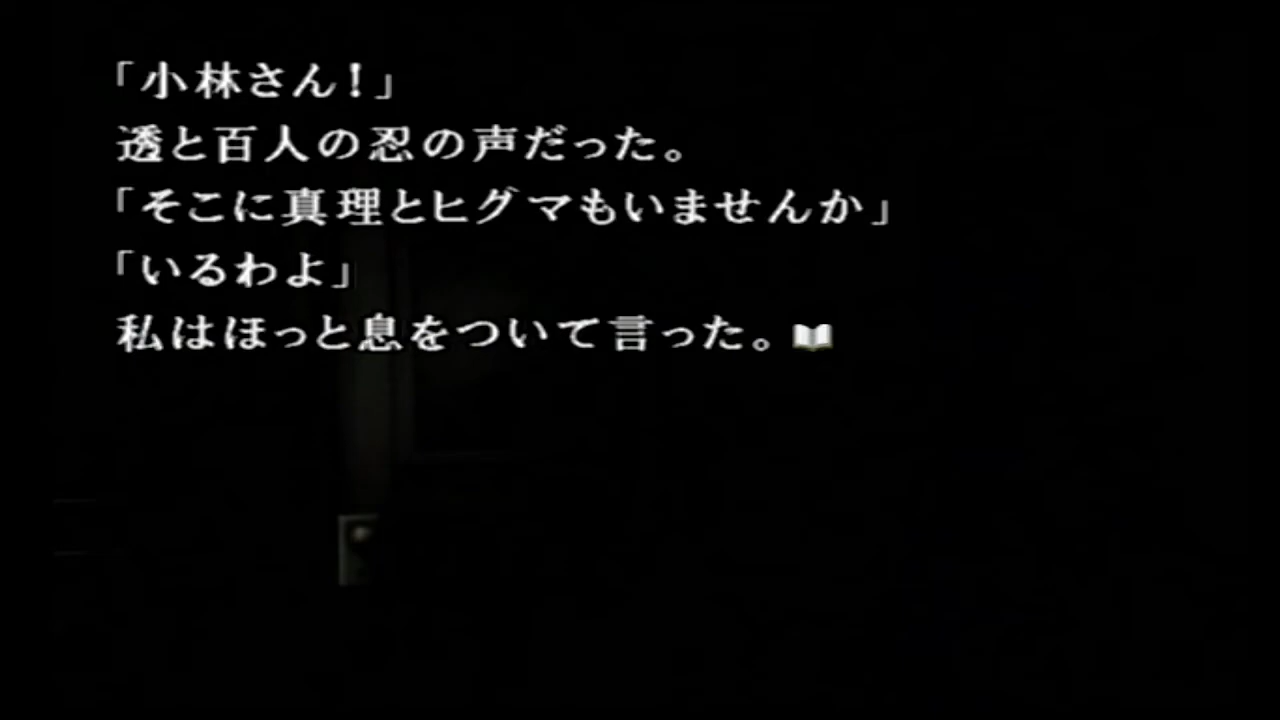 「小林さん！」
透と百人の忍の声だった。
「そこに真理とヒグマもいませんか」
「いるわよ」
私はほっと息をついて言った。